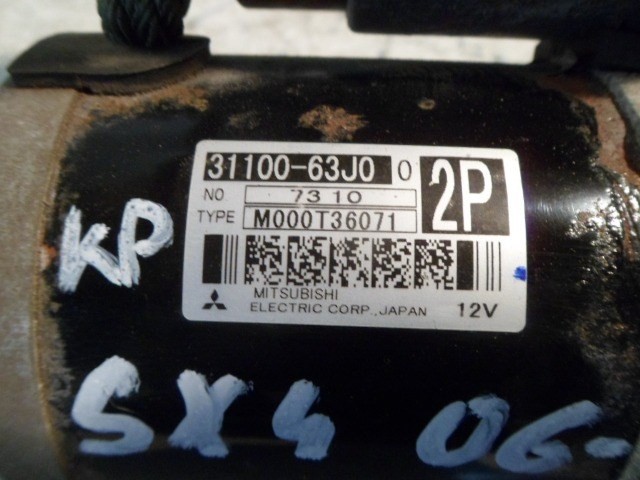 31100-63J0 0 2P
NO 7310
TYPE M000T36071
MITSUBISHI
ELECTRIC CORP., JAPAN 12V
KP
SX4 06-